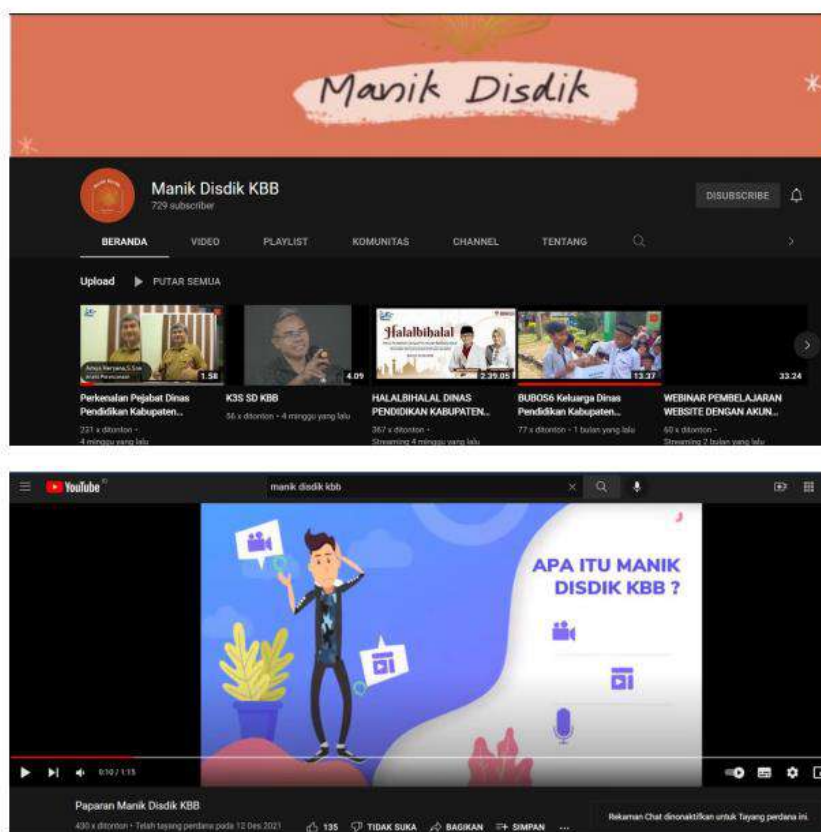 Manik Disdik
Manik Disdik KBB
729 subscriber
DISUBSCRIBE
BERANDA VIDEO PLAYLIST KOMUNITAS CHANNEL TENTANG
Upload PUTAR SEMUA
Halalbihalal
1.58 4.09 2.39.05 13.37 33.24
Perkenalan Pejabat Dinas
Pendidikan Kabupaten...
231 x ditonton •
4 minggu yang lalu
K3S SD KBB
56 x ditonton • 4 minggu yang lalu
HALALBIHALAL DINAS
PENDIDIKAN KABUPATEN...
367 x ditonton •
Streaming 4 minggu yang lalu
BUBOS6 Keluarga Dinas
Pendidikan Kabupaten...
77 x ditonton • 1 bulan yang lalu
WEBINAR PEMBELAJARAN
WEBSITE DENGAN AKUN...
60 x ditonton •
Streaming 2 bulan yang lalu
YouTube
manik disdik kbb
APA ITU MANIK
DISDIK KBB ?
0:10 / 1:15
Paparan Manik Disdik KBB
430 x ditonton • Telah tayang perdana pada 12 Des 2021
135 TIDAK SUKA BAGIKAN SIMPAN ...
Rekaman Chat dinonaktifkan untuk Tayang perdana ini.